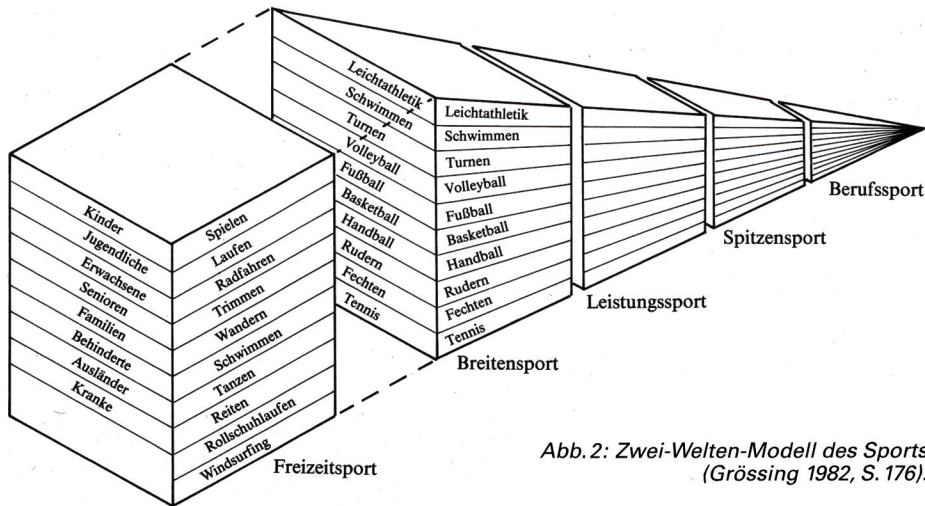 Kinder
Jugendliche
Erwachsene
Senioren
Familien
Behinderte
Ausländer
Kranke
Spielen
Laufen
Radfahren
Trimmen
Wandern
Schwimmen
Tanzen
Reiten
Rollschuhlaufen
Windsurfing
Freizeitsport
Leichtathletik
Schwimmen
Turnen
Volleyball
Fußball
Basketball
Handball
Rudern
Fechten
Tennis
Leichtathletik
Schwimmen
Turnen
Volleyball
Fußball
Basketball
Handball
Rudern
Fechten
Tennis
Breitensport
Leistungssport
Spitzensport
Berufssport
Abb. 2: Zwei-Welten-Modell des Sports
(Grössing 1982, S. 176).